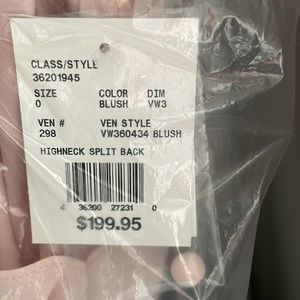 CLASS/STYLE
36201945
SIZE COLOR DIM
0 BLUSH VW3
VEN # VEN STYLE
298 VW360434 BLUSH
HIGHNECK SPLIT BACK
4 36200 27231 0
$199.95